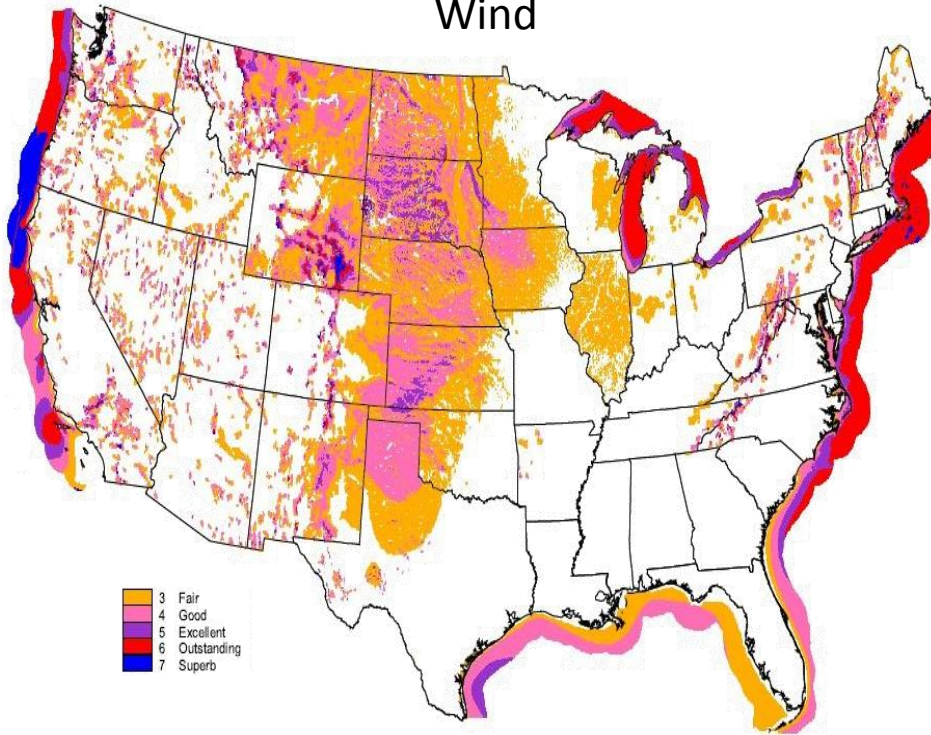 Wind
3 Fair
4 Good
5 Excellent
6 Outstanding
7 Superb